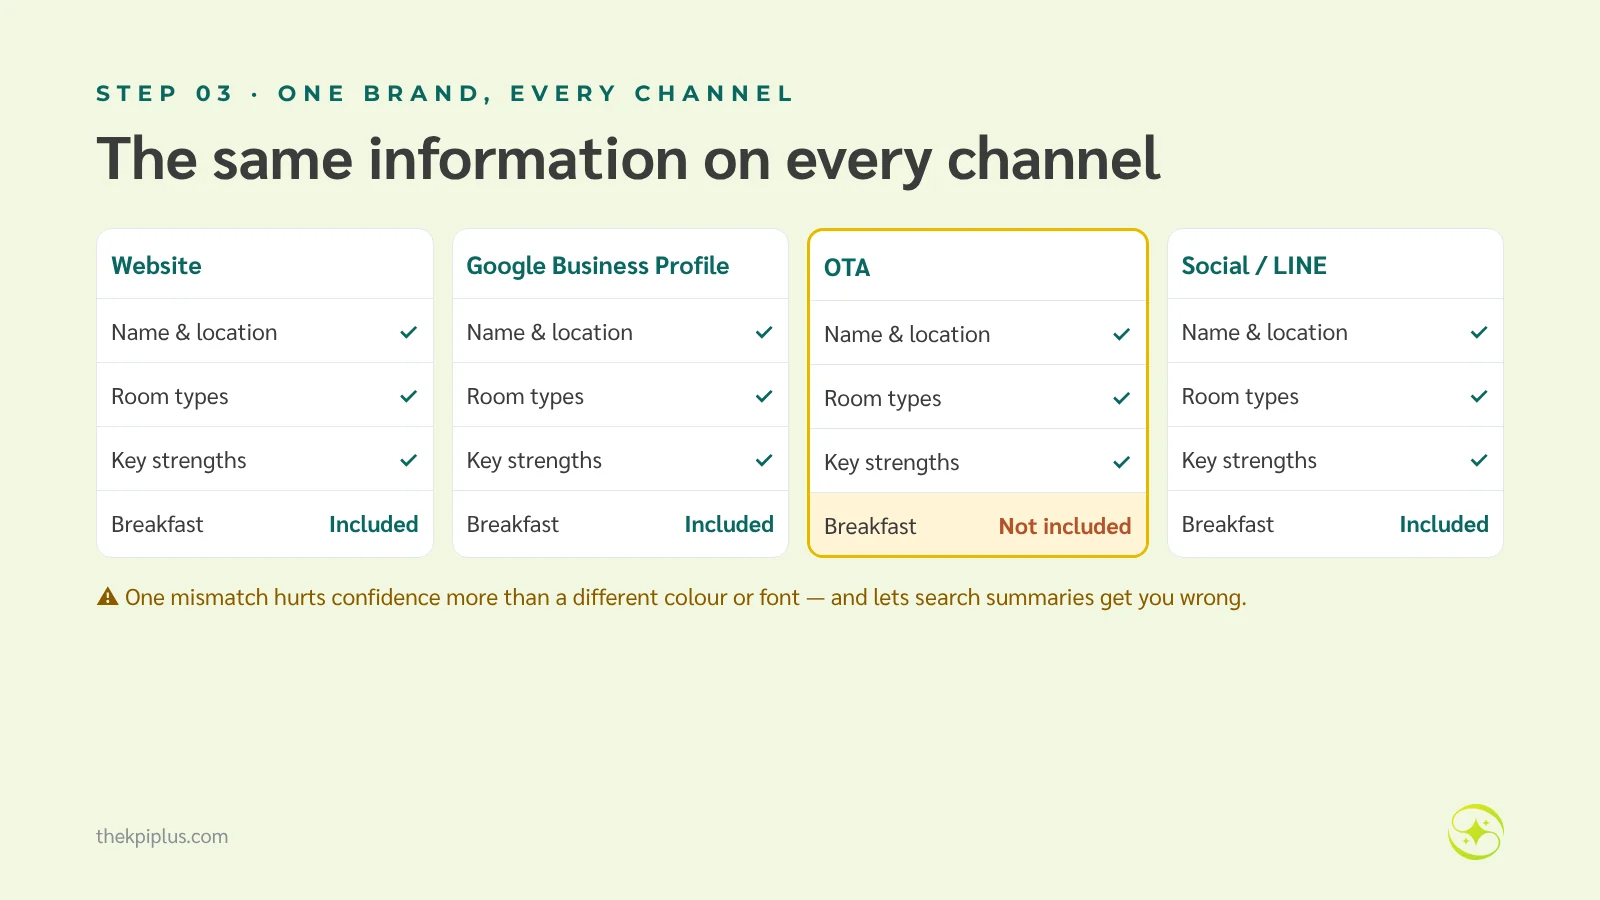 STEP 03 · ONE BRAND, EVERY CHANNEL
The same information on every channel
Website
Name & location ✓
Room types ✓
Key strengths ✓
Breakfast Included
Google Business Profile
Name & location ✓
Room types ✓
Key strengths ✓
Breakfast Included
OTA
Name & location ✓
Room types ✓
Key strengths ✓
Breakfast Not included
Social / LINE
Name & location ✓
Room types ✓
Key strengths ✓
Breakfast Included
⚠ One mismatch hurts confidence more than a different colour or font — and lets search summaries get you wrong.
thekpiplus.com